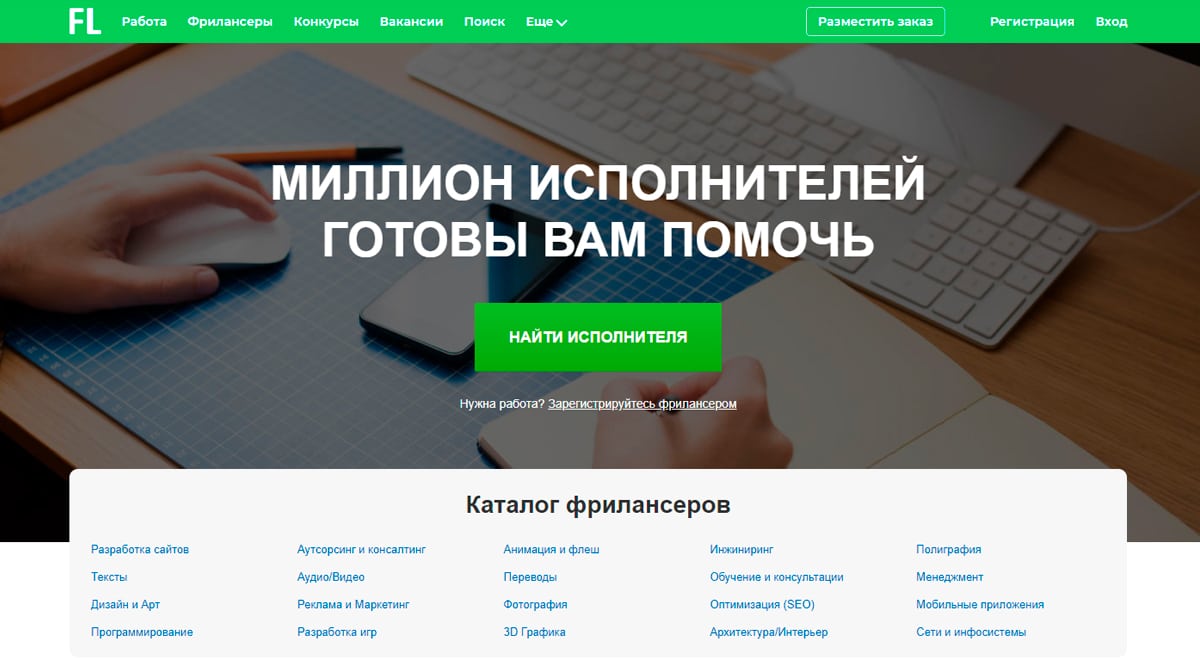 FL Работа Фрилансеры Конкурсы Вакансии Поиск Еще Разместить заказ Регистрация Вход
МИЛЛИОН ИСПОЛНИТЕЛЕЙ
ГОТОВЫ ВАМ ПОМОЧЬ
НАЙТИ ИСПОЛНИТЕЛЯ
Нужна работа? Зарегистрируйтесь фрилансером
Каталог фрилансеров
Разработка сайтов Аутсорсинг и консалтинг Анимация и флеш Инжиниринг Полиграфия
Тексты Аудио/Видео Переводы Обучение и консультации Менеджмент
Дизайн и Арт Реклама и Маркетинг Фотография Оптимизация (SEO) Мобильные приложения
Программирование Разработка игр 3D Графика Архитектура/Интерьер Сети и инфосистемы